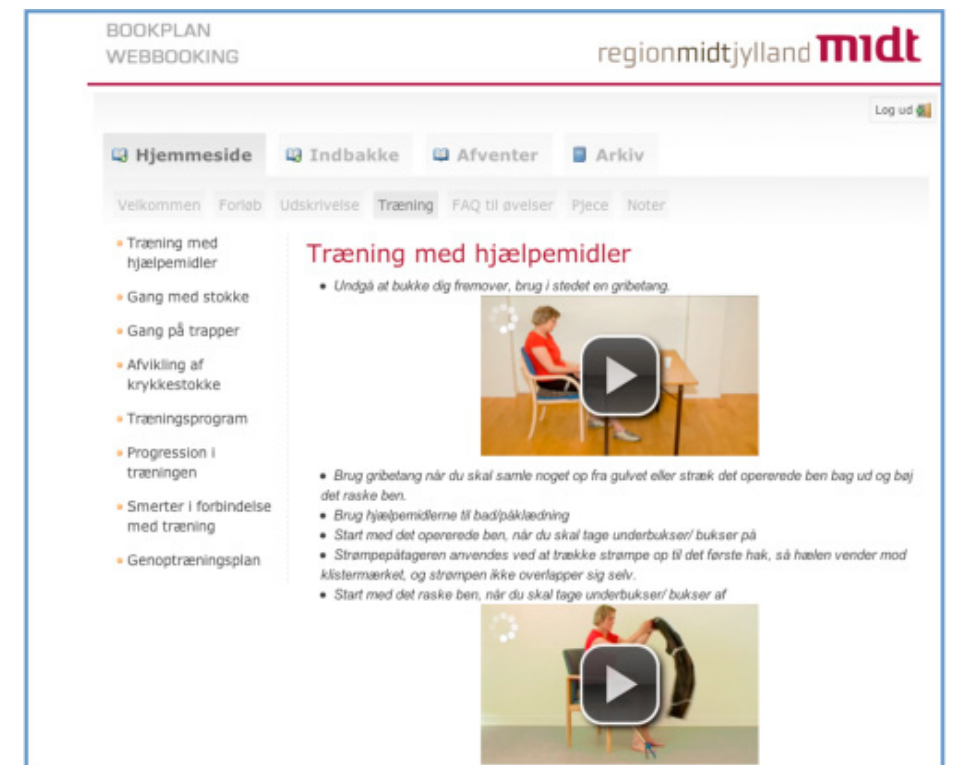 BOOKPLAN
WEBBOOKING
regionmidtjylland midt
Log ud
Hjemmeside Indbakke Afventer Arkiv
Velkommen Forløb Udskrivelse Træning FAQ til øvelser Pjece Noter
Træning med
hjælpemidler
Gang med stokke
Gang på trapper
Afvikling af
krykkestokke
Træningsprogram
Progression i
træningen
Smerter i forbindelse
med træning
Genoptræningsplan
Træning med hjælpemidler
• Undgå at bukke dig fremover, brug i stedet en gribetang.
• Brug gribetang når du skal samle noget op fra gulvet eller stræk det opererede ben bag ud og bøj
det raske ben.
• Brug hjælpemidlerne til bad/påklædning
• Start med det opererede ben, når du skal tage underbukser/ bukser på
• Strømpepåtageren anvendes ved at trække strømpe op til det første hak, så hælen vender mod
klistermærket, og strømpen ikke overlapper sig selv.
• Start med det raske ben, når du skal tage underbukser/ bukser af